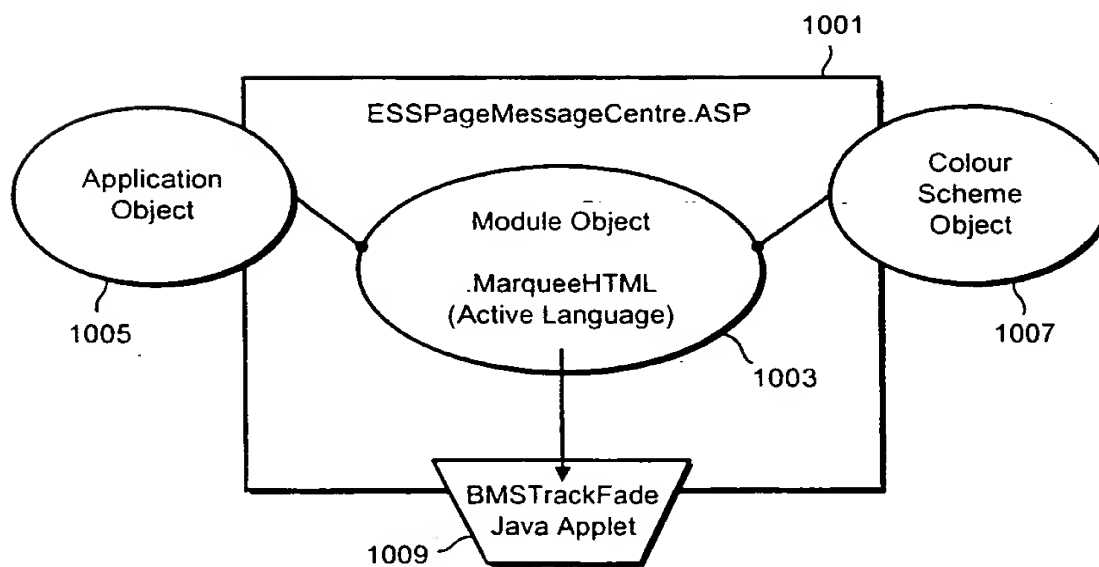 1001
ESSPageMessageCentre.ASP
Application
Object
Colour
Scheme
Object
Module Object
.MarqueeHTML
(Active Language)
1005
1007
1003
BMSTrackFade
Java Applet
1009